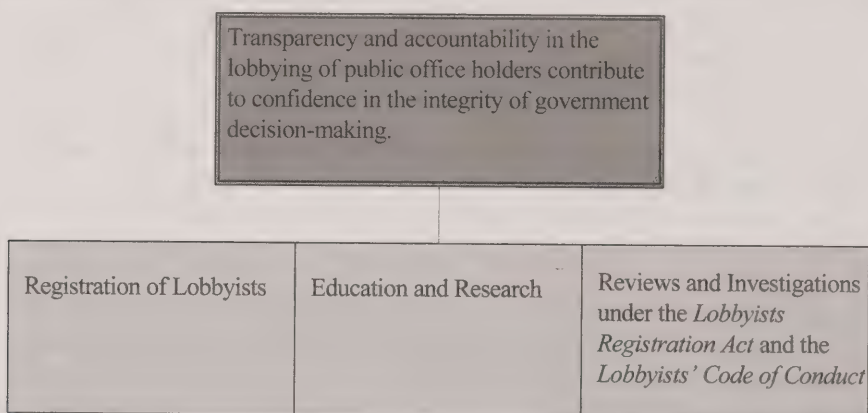 Transparency and accountability in the
lobbying of public office holders contribute
to confidence in the integrity of government
decision-making.
Registration of Lobbyists
Education and Research
Reviews and Investigations
under the Lobbyists
Registration Act and the
Lobbyists' Code of Conduct